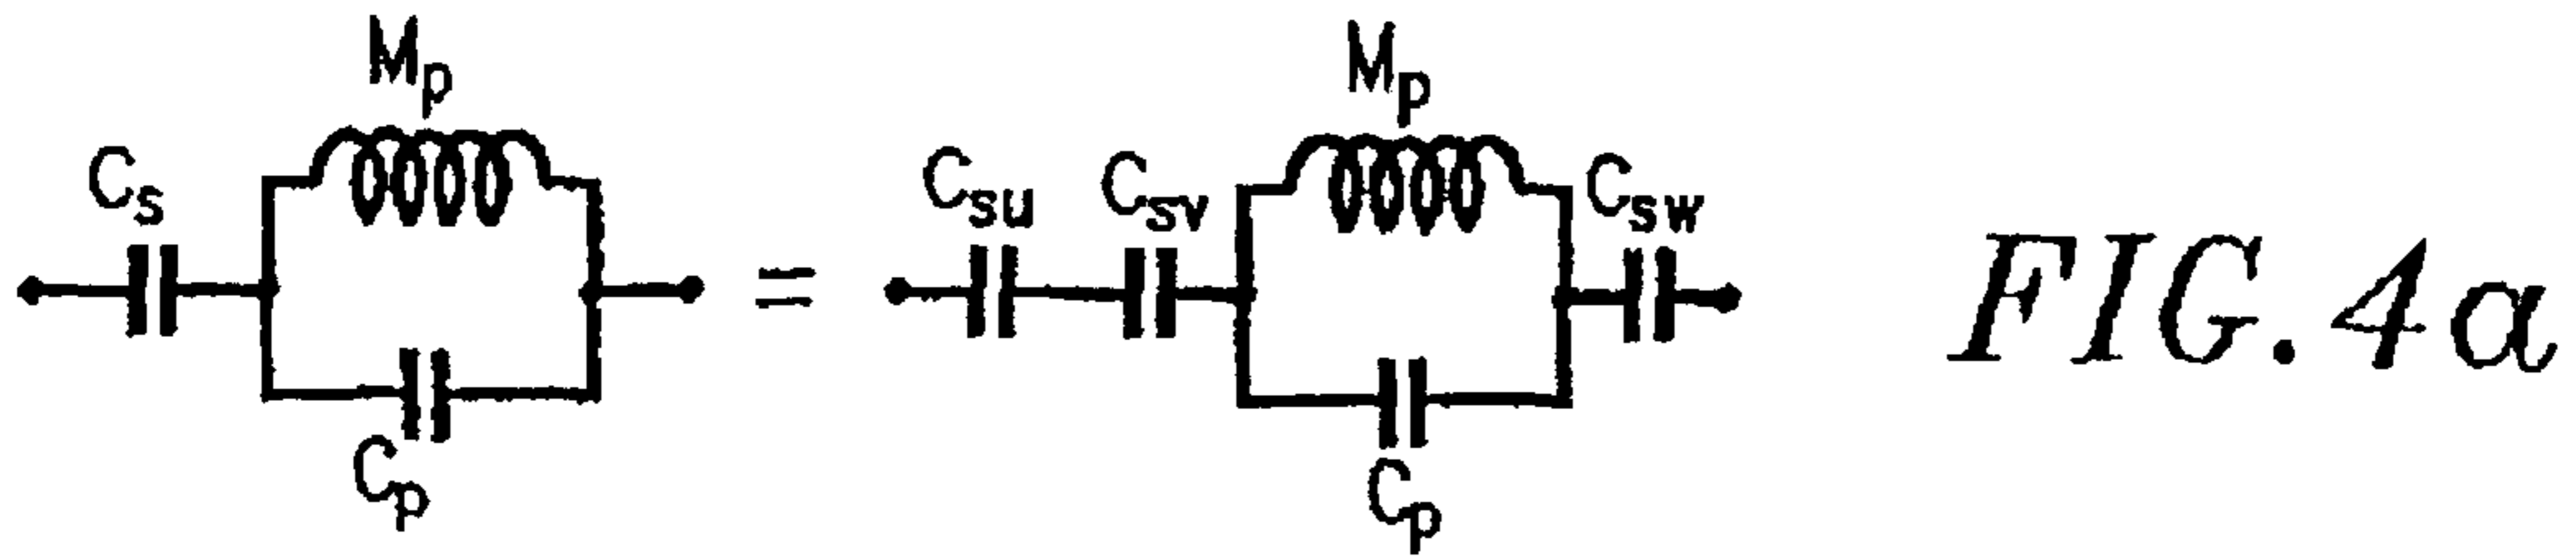 Mp
Mp
Cs
Csu
Csv
Csw
=
FIG. 4a
Cp
Cp